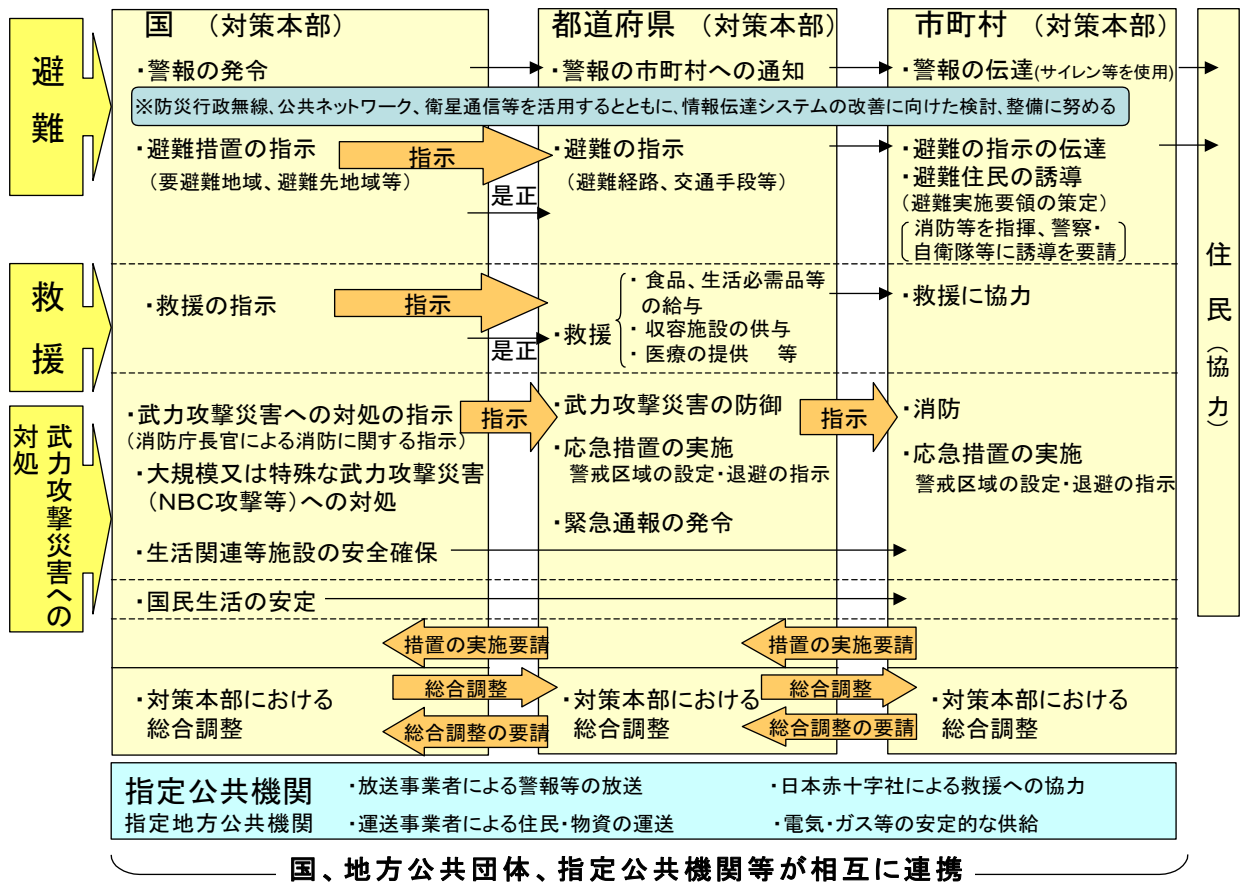 避難
国 (対策本部)
都道府県 (対策本部)
市町村 (対策本部)
・警報の発令
・警報の市町村への通知
・警報の伝達(サイレン等を使用)
※防災行政無線、公共ネットワーク、衛星通信等を活用するとともに、情報伝達システムの改善に向けた検討、整備に努める
・避難措置の指示
(要避難地域、避難先地域等)
指示
是正
・避難の指示
(避難経路、交通手段等)
・避難の指示の伝達
・避難住民の誘導
(避難実施要領の策定)
消防等を指揮、警察・
自衛隊等に誘導を要請
救援
・救援の指示
指示
是正
・救援
・食品、生活必需品等
の給与
・収容施設の供与
・医療の提供 等
・救援に協力
武力攻撃災害への
対処
・武力攻撃災害への対処の指示
(消防庁長官による消防に関する指示)
指示
・武力攻撃災害の防御
指示
・消防
・大規模又は特殊な武力攻撃災害
(NBC攻撃等)への対処
・応急措置の実施
警戒区域の設定・退避の指示
・応急措置の実施
警戒区域の設定・退避の指示
・緊急通報の発令
・生活関連等施設の安全確保
・国民生活の安定
措置の実施要請
措置の実施要請
・対策本部における
総合調整
総合調整
総合調整の要請
・対策本部における
総合調整
総合調整
総合調整の要請
・対策本部における
総合調整
住民(協力)
指定公共機関
指定地方公共機関
・放送事業者による警報等の放送
・日本赤十字社による救援への協力
・運送事業者による住民・物資の運送
・電気・ガス等の安定的な供給
国、地方公共団体、指定公共機関等が相互に連携